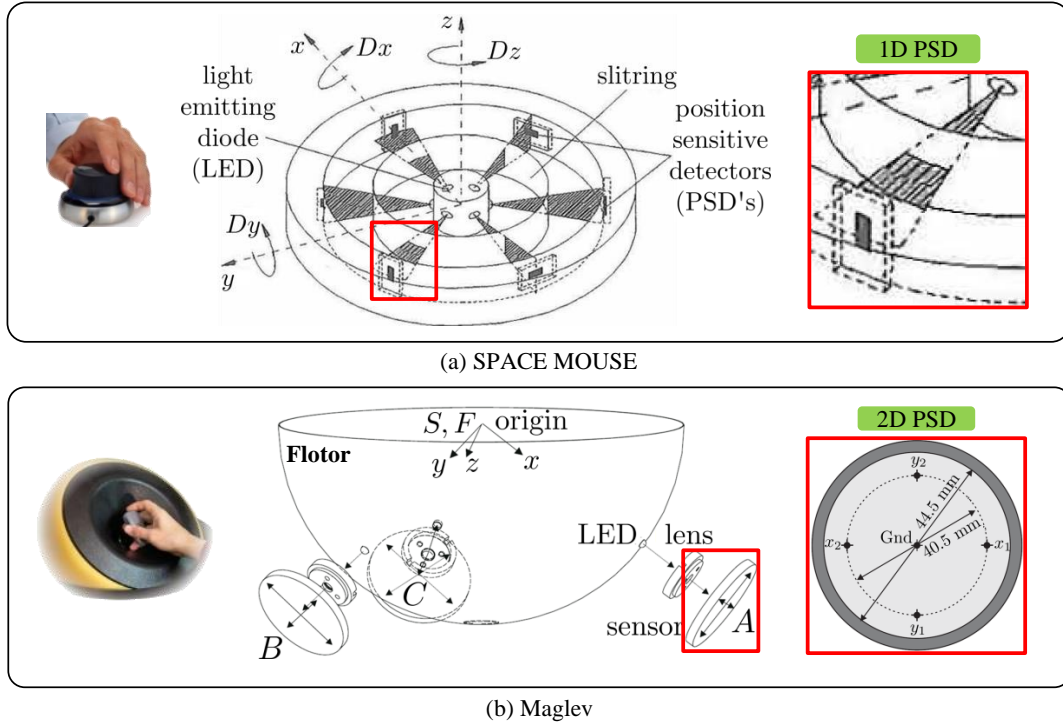 z
x
Dx
Dz
1D PSD
light
emitting
diode
(LED)
slitring
position
sensitive
detectors
(PSD's)
Dy
y
(a) SPACE MOUSE
S, F origin
Flotor
y
z
x
2D PSD
LED
lens
C
sensor
A
B
y₂
44.5 mm
Gnd
40.5 mm
x₂
x₁
y₁
(b) Maglev